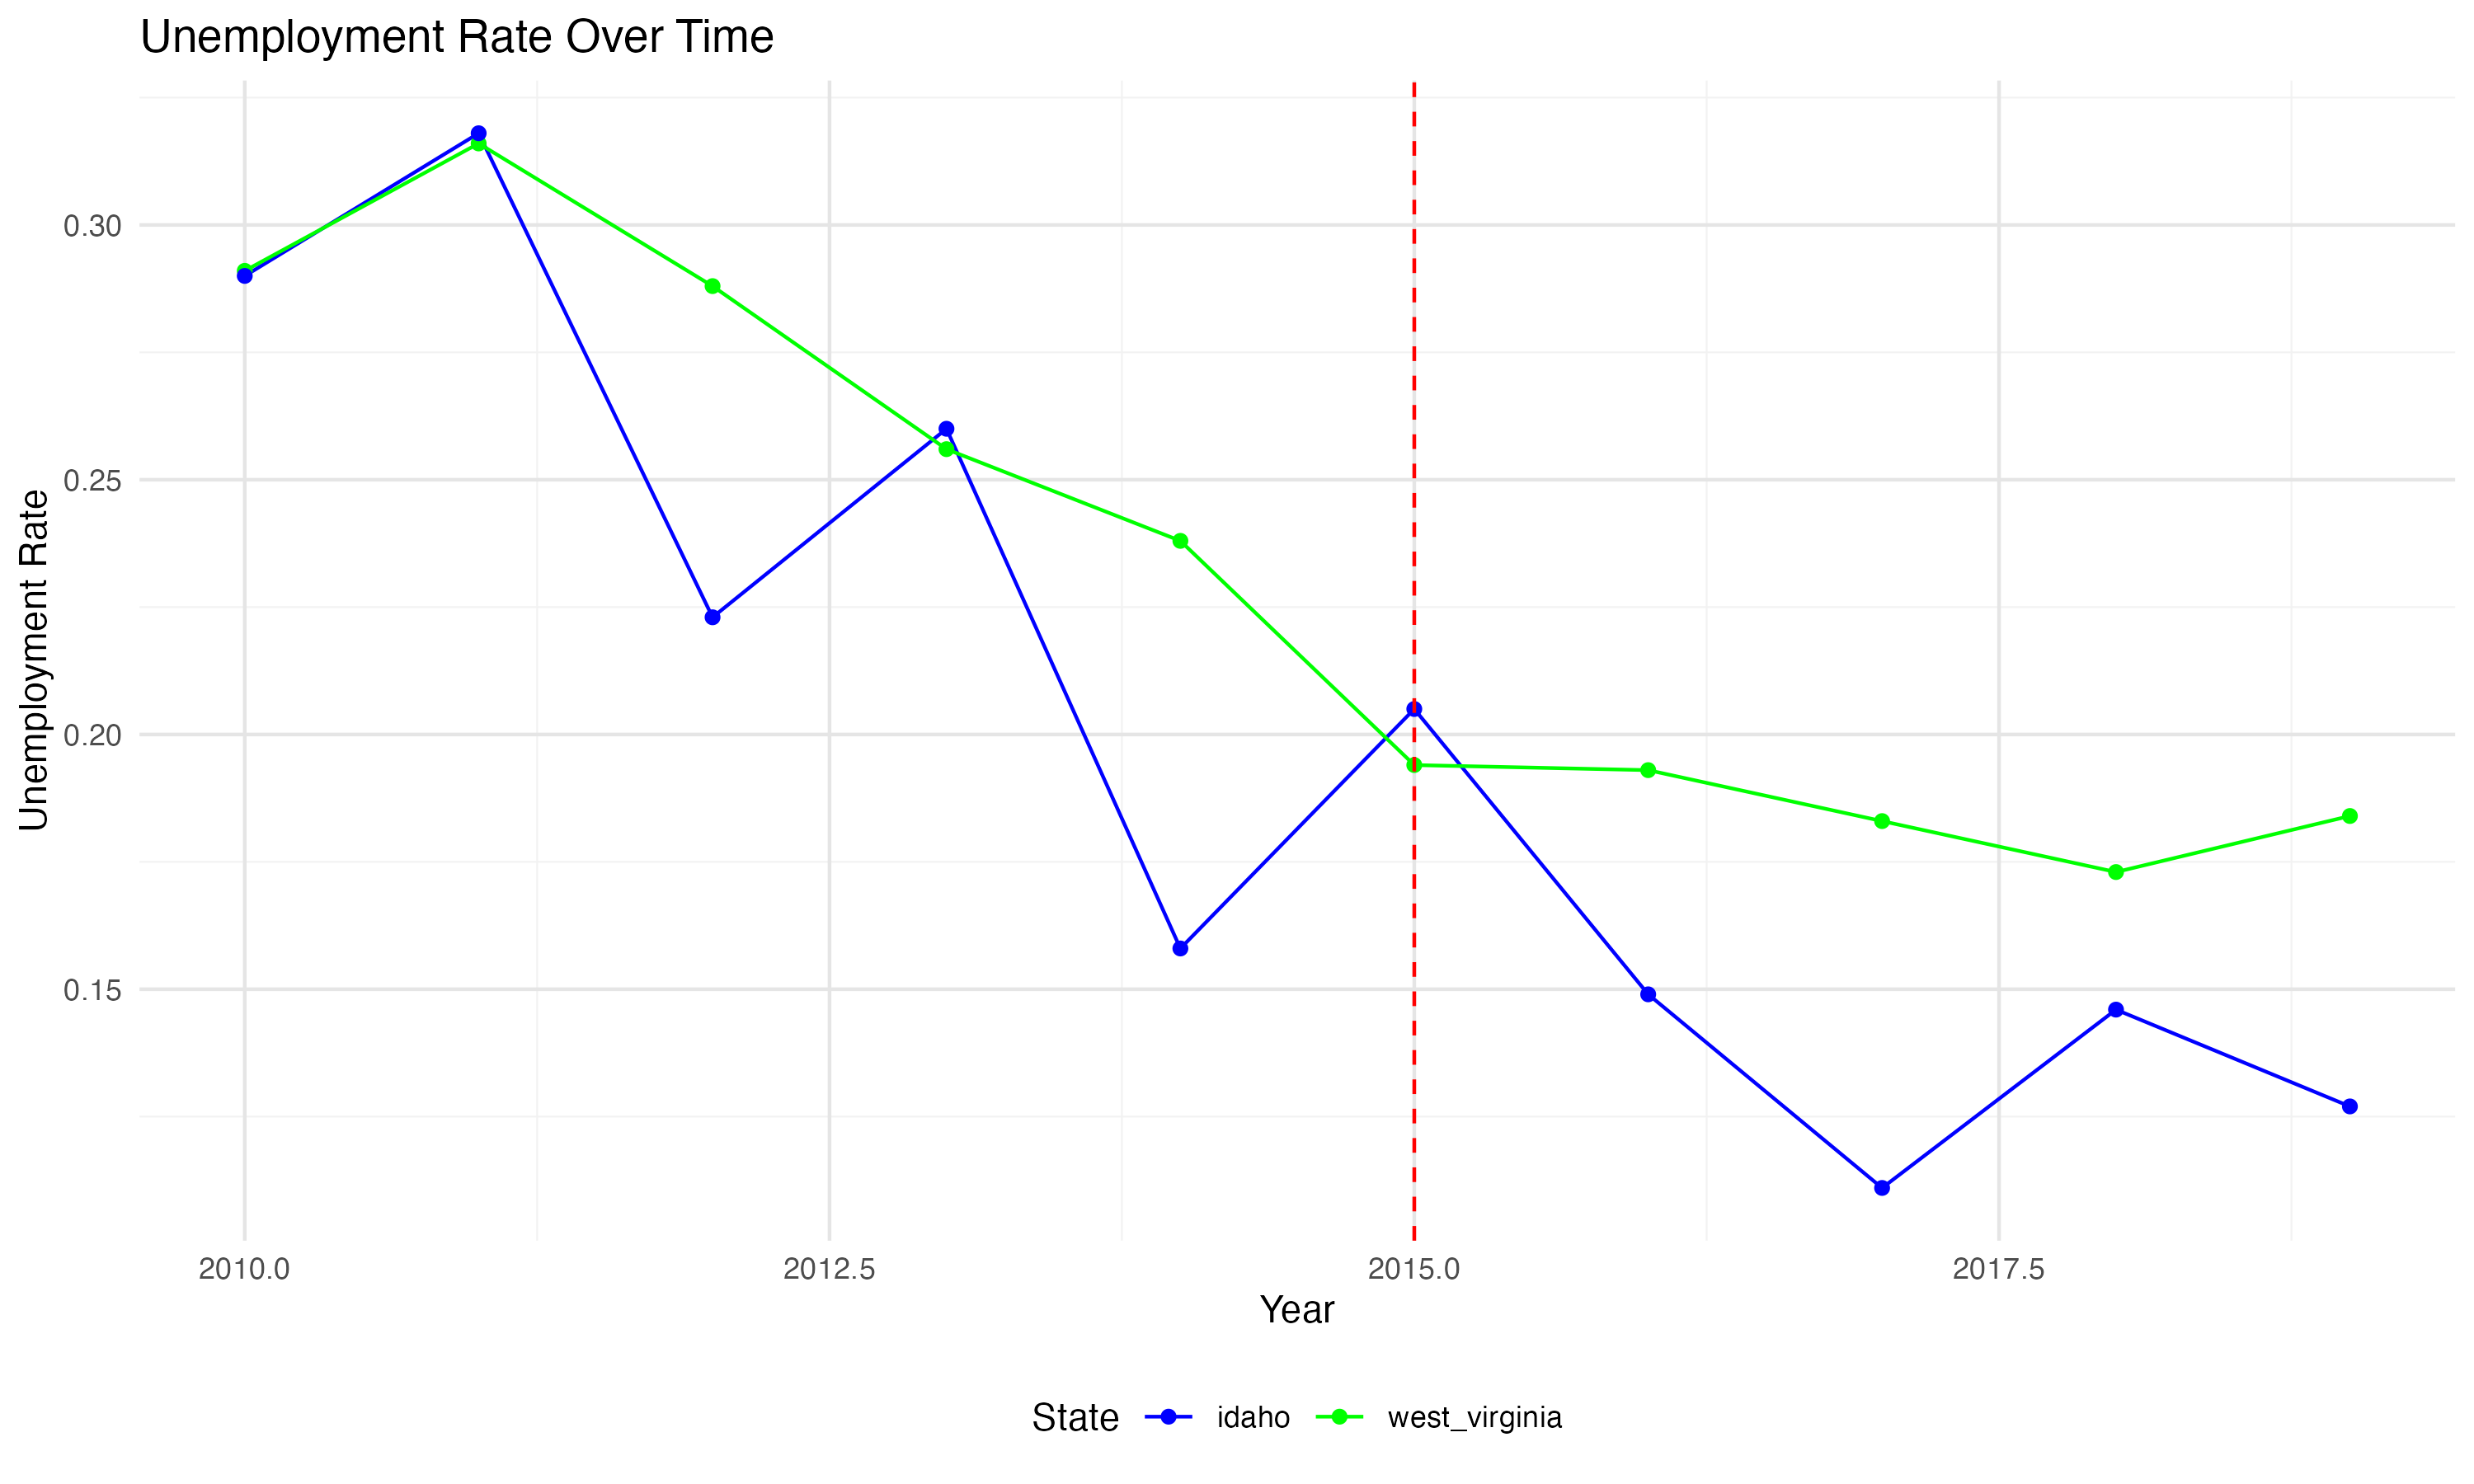 Unemployment Rate Over Time
Unemployment Rate
0.30
0.25
0.20
0.15
2010.0 2012.5 2015.0 2017.5
Year
State idaho west_virginia